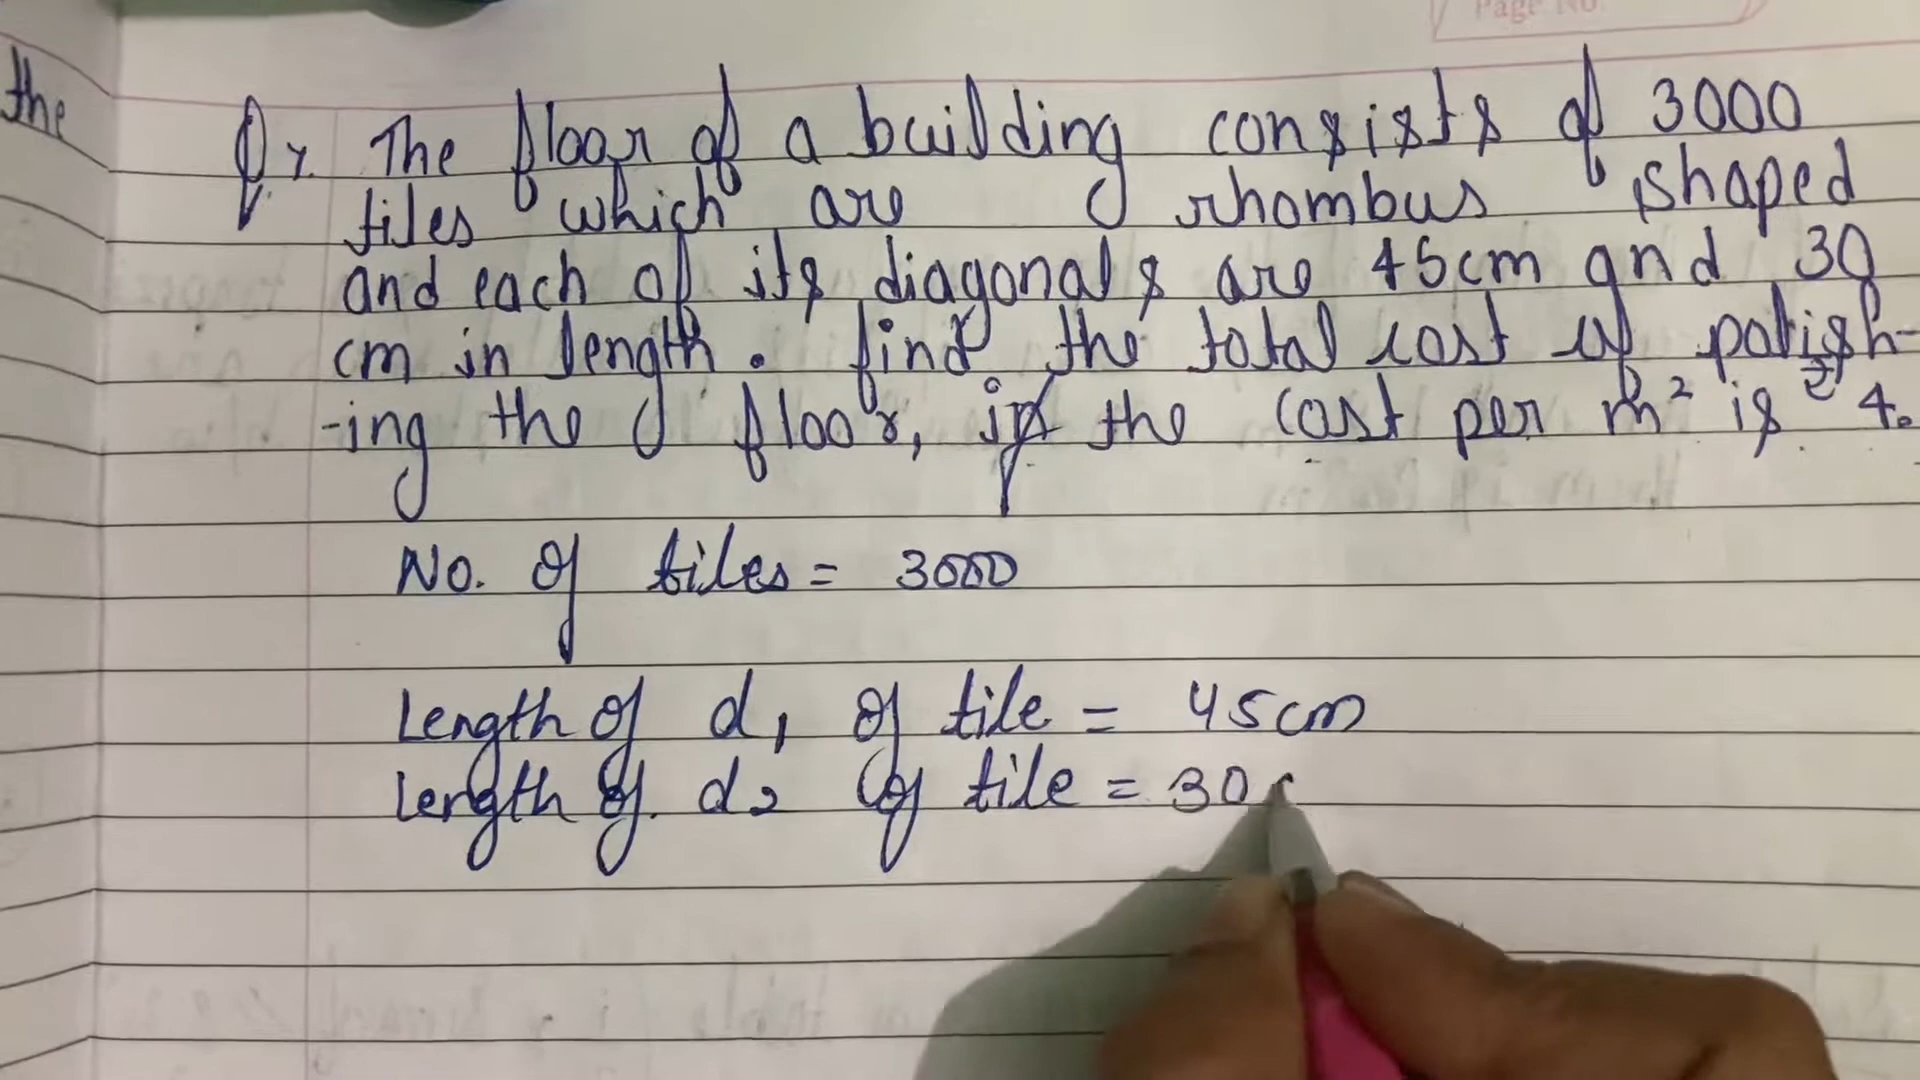 Page No.
the
Q7. The floor of a building consists of 3000
tiles which are rhombus shaped
and each of its diagonals are 45cm and 30
cm in length. find the total cost of polish-
-ing the floor, if the cost per m² is ₹ 4.
No. of tiles = 3000
Length of d₁ of tile = 45cm
Length of. d₂ of tile = 30 c